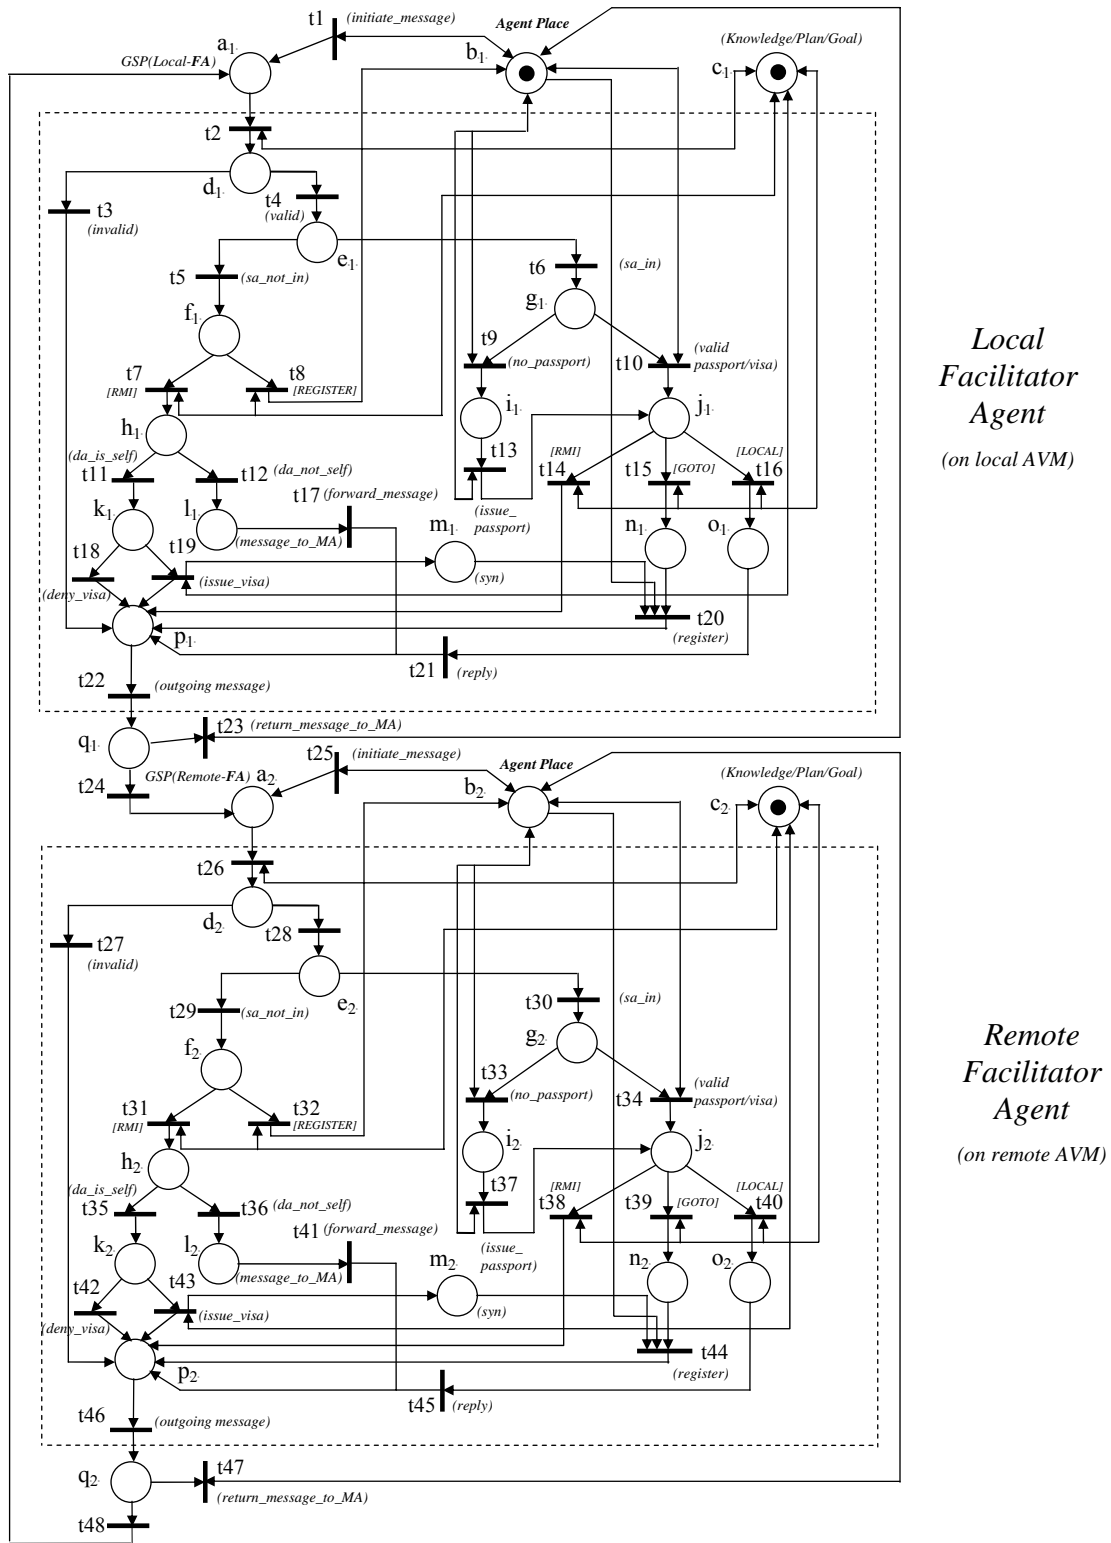 t1
(initiate_message)
Agent Place
a1.
GSP(Local-FA)
b1.
(Knowledge/Plan/Goal)
c1.
t2
d1.
t3
(invalid)
t4
(valid)
e1.
t5
(sa_not_in)
t6
(sa_in)
f1.
g1.
t7
[RMI]
t8
[REGISTER]
t9
(no_passport)
t10
(valid
passport/visa)
Local
Facilitator
Agent
(on local AVM)
h1.
i1.
j1.
(da_is_self)
t11
t12
(da_not_self)
t13
[RMI]
t14
t15
[GOTO]
[LOCAL]
t16
t17
(forward_message)
(issue_
passport)
k1.
l1.
(message_to_MA)
m1.
(syn)
n1.
o1.
t18
(deny_visa)
t19
(issue_visa)
p1.
t20
(register)
t21
(reply)
t22
(outgoing message)
q1.
t23
(return_message_to_MA)
t24
t25
(initiate_message)
Agent Place
GSP(Remote-FA)
a2.
b2.
(Knowledge/Plan/Goal)
c2.
t26
d2.
t27
(invalid)
t28
e2.
t29
(sa_not_in)
t30
(sa_in)
f2.
g2.
t31
[RMI]
t32
[REGISTER]
t33
(no_passport)
t34
(valid
passport/visa)
Remote
Facilitator
Agent
(on remote AVM)
h2.
i2.
j2.
(da_is_self)
t35
t36
(da_not_self)
t37
[RMI]
t38
t39
[GOTO]
[LOCAL]
t40
t41
(forward_message)
(issue_
passport)
k2.
l2.
(message_to_MA)
m2.
(syn)
n2.
o2.
t42
(deny_visa)
t43
(issue_visa)
p2.
t44
(register)
t45
(reply)
t46
(outgoing message)
q2.
t47
(return_message_to_MA)
t48